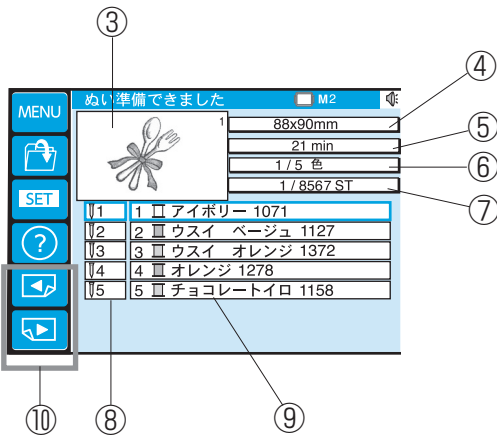 ③
④
⑤
⑥
⑦
MENU
ぬい準備できました M2
1
88x90mm
21 min
1/5 色
1/8567 ST
SET
?
1 1 アイボリー 1071
2 2 ウスイ ベージュ 1127
3 3 ウスイ オレンジ 1372
4 4 オレンジ 1278
5 5 チョコレートイロ 1158
⑩
⑧
⑨